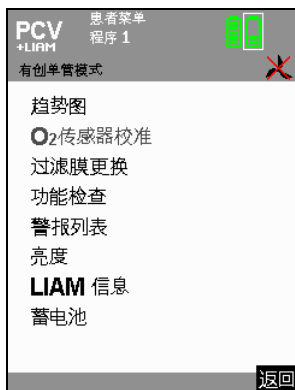 PCV
+LIAM
患者菜单
程序 1
有创单管模式
趋势图
O2传感器校准
过滤膜更换
功能检查
警报列表
亮度
LIAM 信息
蓄电池
返回